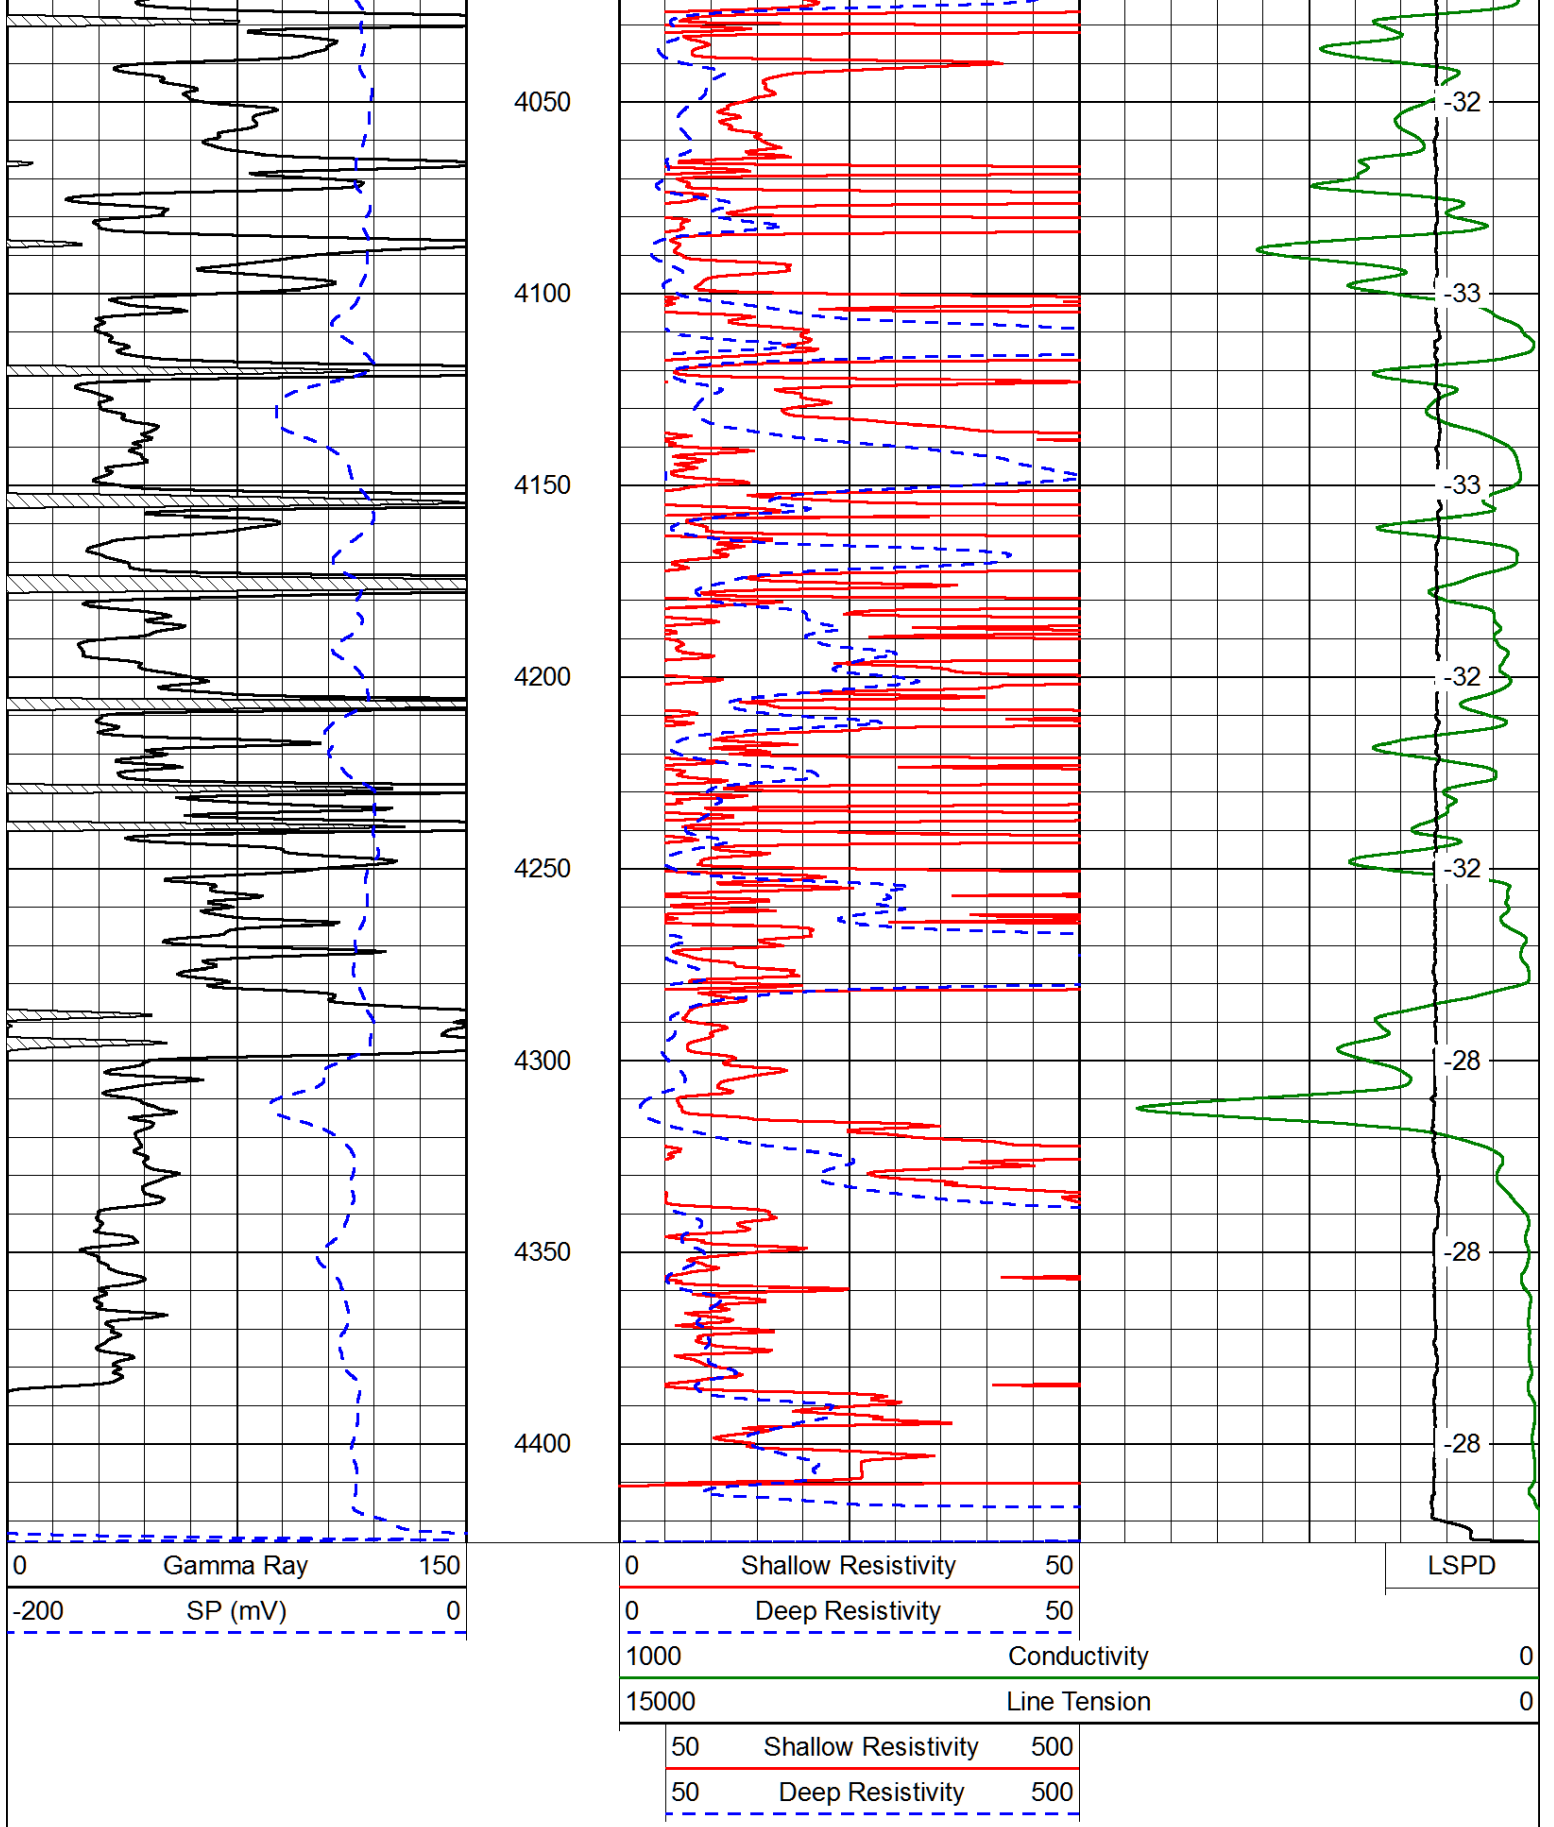 4050 -32
4100 -33
4150 -33
4200 -32
4250 -32
4300 -28
4350 -28
4400 -28
0 Gamma Ray 150 0 Shallow Resistivity 50 LSPD
-200 SP (mV) 0 0 Deep Resistivity 50
1000 Conductivity 0
15000 Line Tension 0
50 Shallow Resistivity 500
50 Deep Resistivity 500